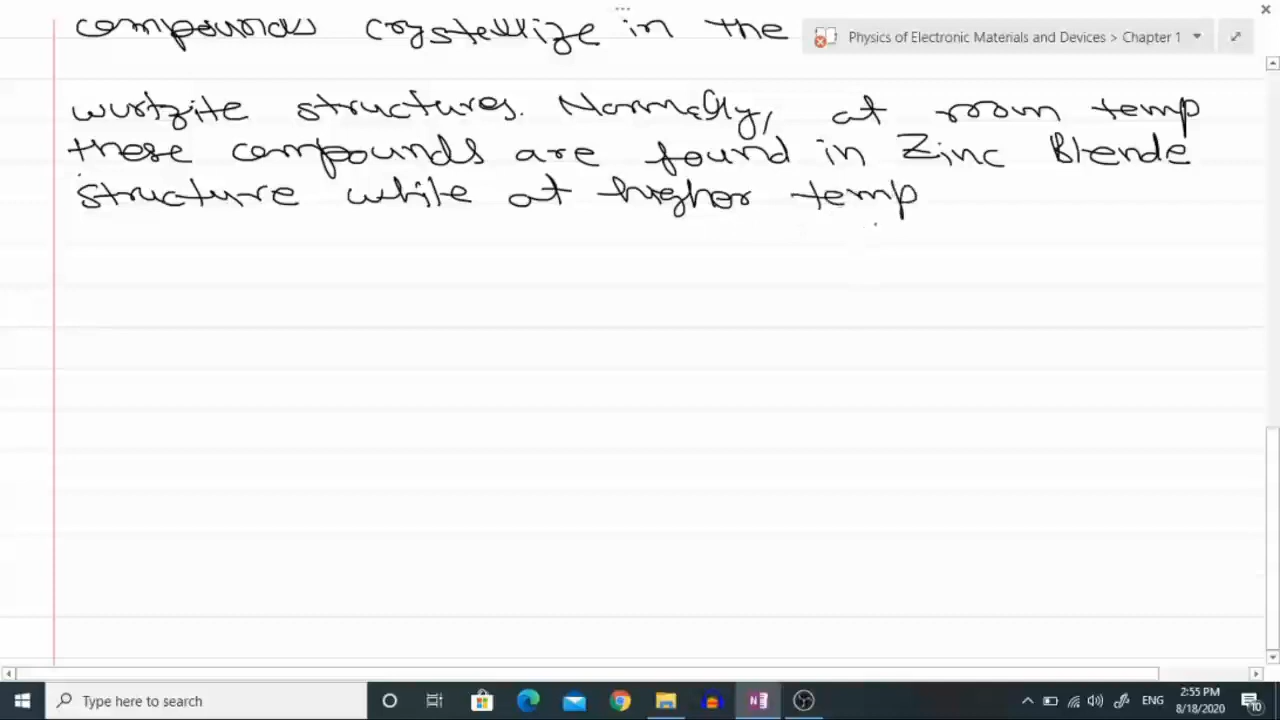 compounds crystellize in the
Physics of Electronic Materials and Devices > Chapter 1
wurtzite structures. Normally, at room temp
these compounds are found in Zinc Blende
structure while at higher temp
Type here to search
ENG
2:55 PM
8/18/2020
10